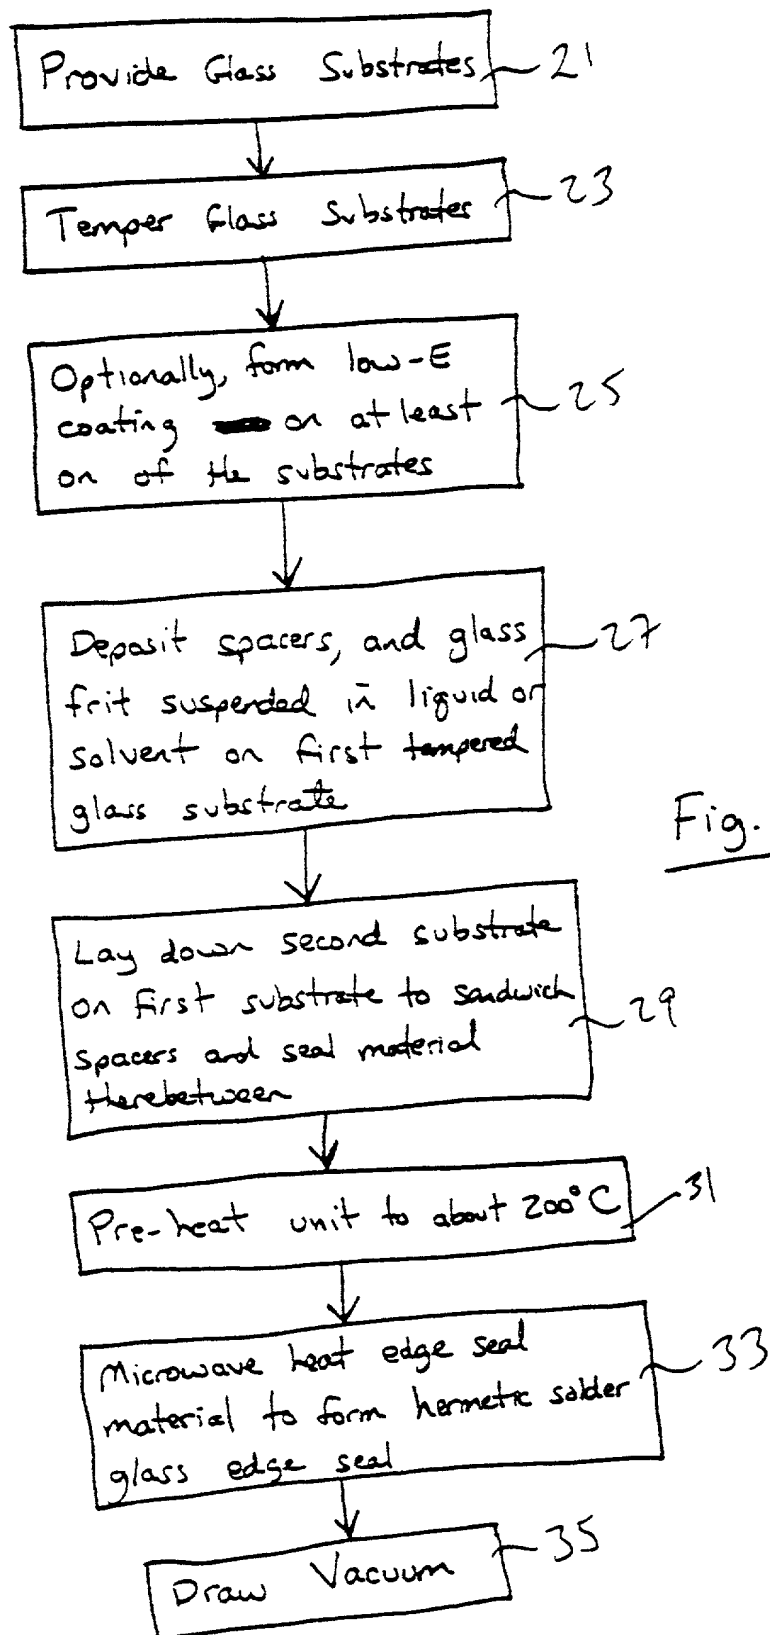 Provide Glass Substrates 21
Temper Glass Substrates 23
Optionally, form low-E
coating on at least 25
on of the substrates
Deposit spacers, and glass 27
frit suspended in liquid or
solvent on first tempered
glass substrate
Fig.
Lay down second substrate
on first substrate to sandwich
spacers and seal material 29
therebetween
Pre-heat unit to about 200°C 31
Microwave heat edge seal 33
material to form hermetic solder
glass edge seal
Draw Vacuum 35